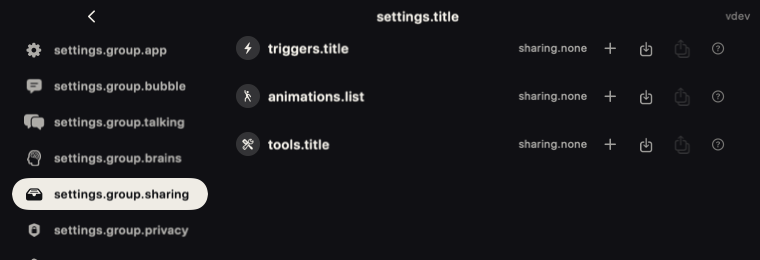 settings.title
vdev
settings.group.app
settings.group.bubble
settings.group.talking
settings.group.brains
settings.group.sharing
settings.group.privacy
triggers.title sharing.none
animations.list sharing.none
tools.title sharing.none